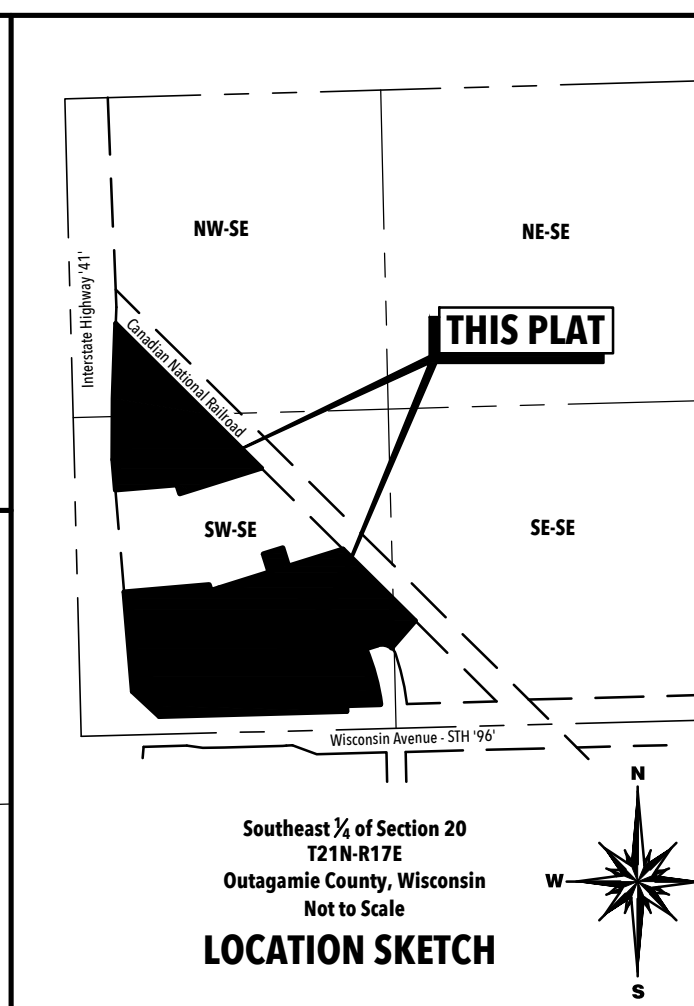 NW-SE
NE-SE
Interstate Highway '41'
Canadian National Railroad
THIS PLAT
SW-SE
SE-SE
Wisconsin Avenue - STH '96'
Southeast ¼ of Section 20
T21N-R17E
Outagamie County, Wisconsin
Not to Scale
LOCATION SKETCH
N
W
S